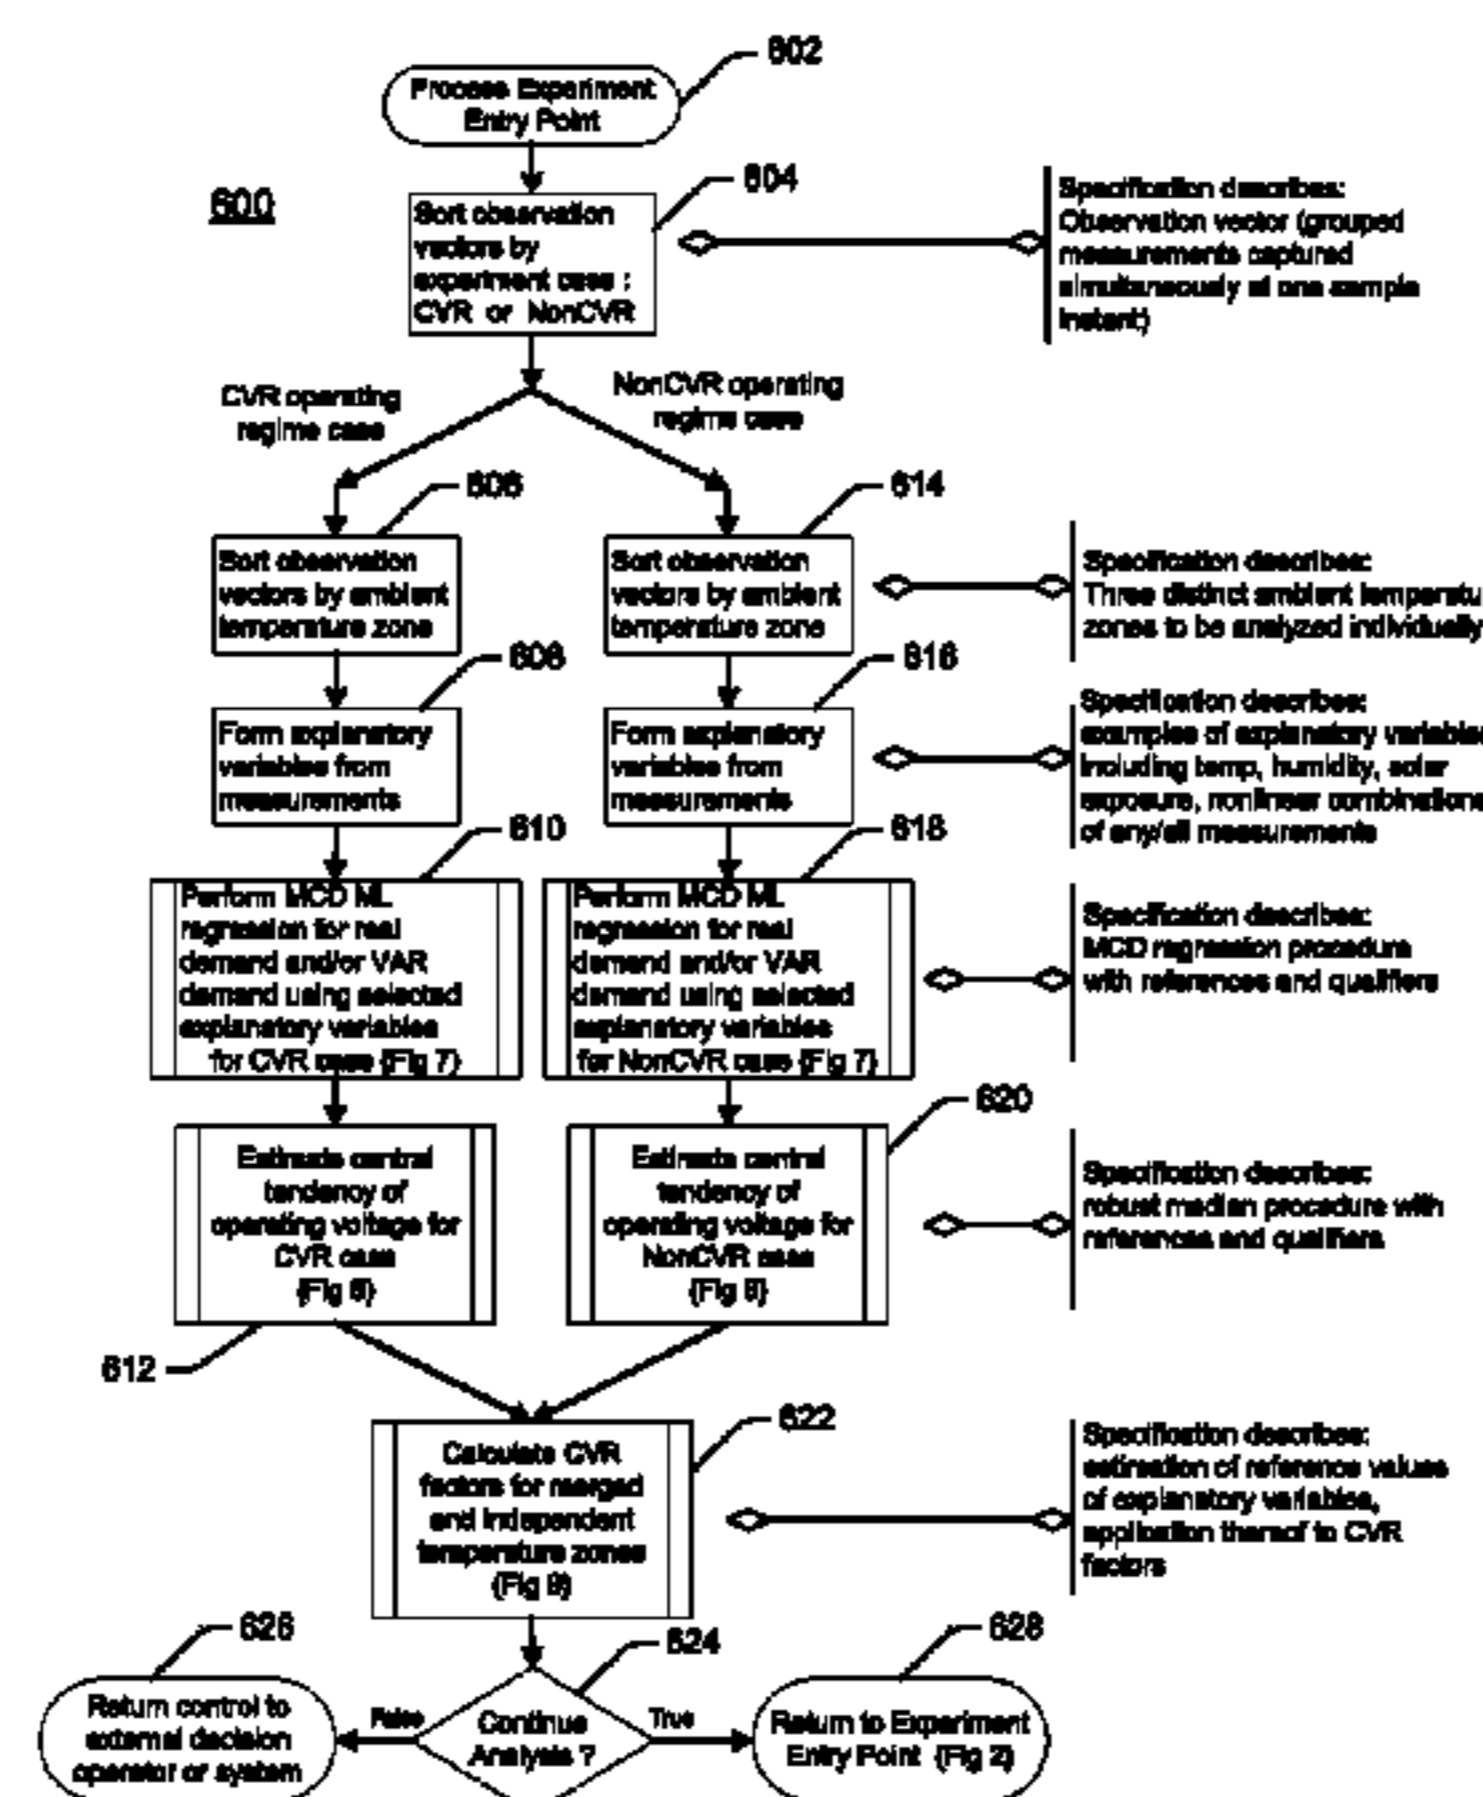 602
Process Experiment
Entry Point
600
604
Sort observation
vectors by
experiment case :
CVR or NonCVR
Specification describes:
Observation vector (grouped
measurements captured
simultaneously at one sample
instant)
CVR operating
regime case
NonCVR operating
regime case
606
614
Sort observation
vectors by ambient
temperature zone
Sort observation
vectors by ambient
temperature zone
Specification describes:
Three distinct ambient temperatu
zones to be analyzed individually
608
616
Form explanatory
variables from
measurements
Form explanatory
variables from
measurements
Specification describes:
examples of explanatory variables
including temp, humidity, solar
exposure, nonlinear combinations
of any/all measurements
610
618
Perform MCD ML
regression for real
demand and/or VAR
demand using selected
explanatory variables
for CVR case (Fig 7)
Perform MCD ML
regression for real
demand and/or VAR
demand using selected
explanatory variables
for NonCVR case (Fig 7)
Specification describes:
MCD regression procedure
with references and qualifiers
620
Estimate central
tendency of
operating voltage for
CVR case
(Fig 8)
Estimate central
tendency of
operating voltage for
NonCVR case
(Fig 8)
Specification describes:
robust median procedure with
references and qualifiers
612
622
Calculate CVR
factors for merged
and independent
temperature zones
(Fig 9)
Specification describes:
estimation of reference values
of explanatory variables,
application thereof to CVR
factors
626
624
628
Return control to
external decision
operator or system
False
Continue
Analysis ?
True
Return to Experiment
Entry Point (Fig 2)